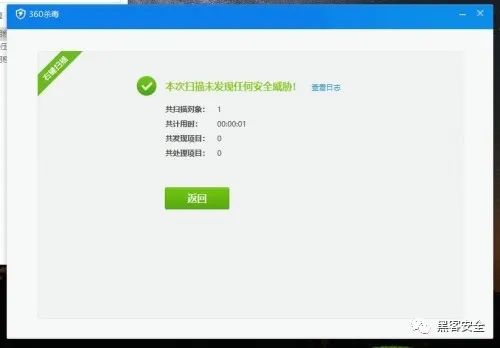 360杀毒
右键扫描
本次扫描未发现任何安全威胁! 查看日志
共扫描对象: 1
共计用时: 00:00:01
共发现项目: 0
共处理项目: 0
返回
黑客安全